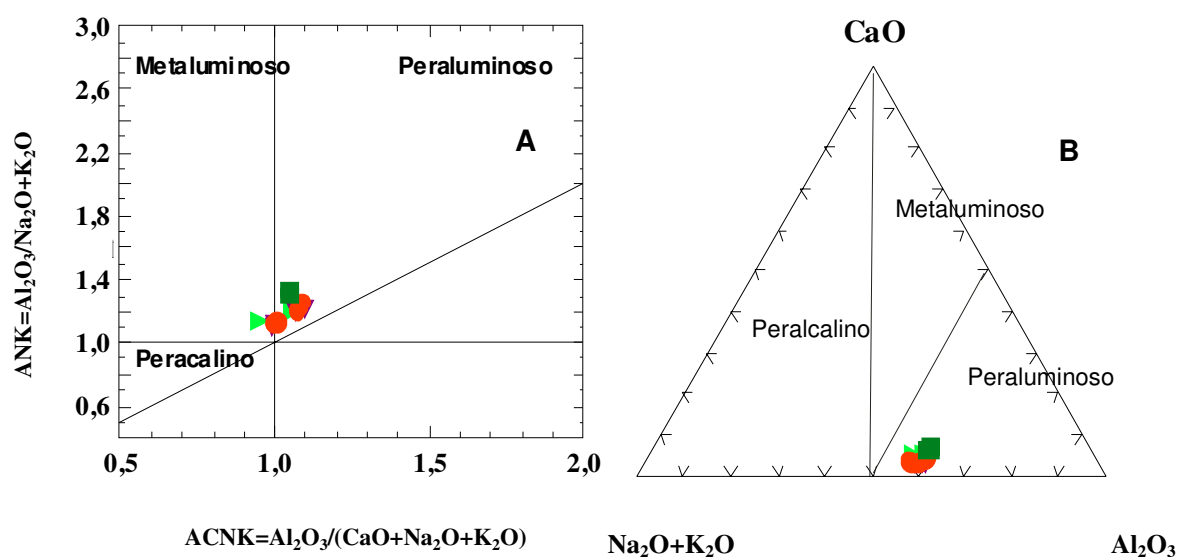 3,0
2,6
2,2
1,8
1,4
1,0
0,6
ANK=Al₂O₃/Na₂O+K₂O
Metaluminoso
Peraluminoso
A
Peracalino
0,5
1,0
1,5
2,0
ACNK=Al₂O₃/(CaO+Na₂O+K₂O)
CaO
B
Metaluminoso
Peralcalino
Peraluminoso
Na₂O+K₂O
Al₂O₃